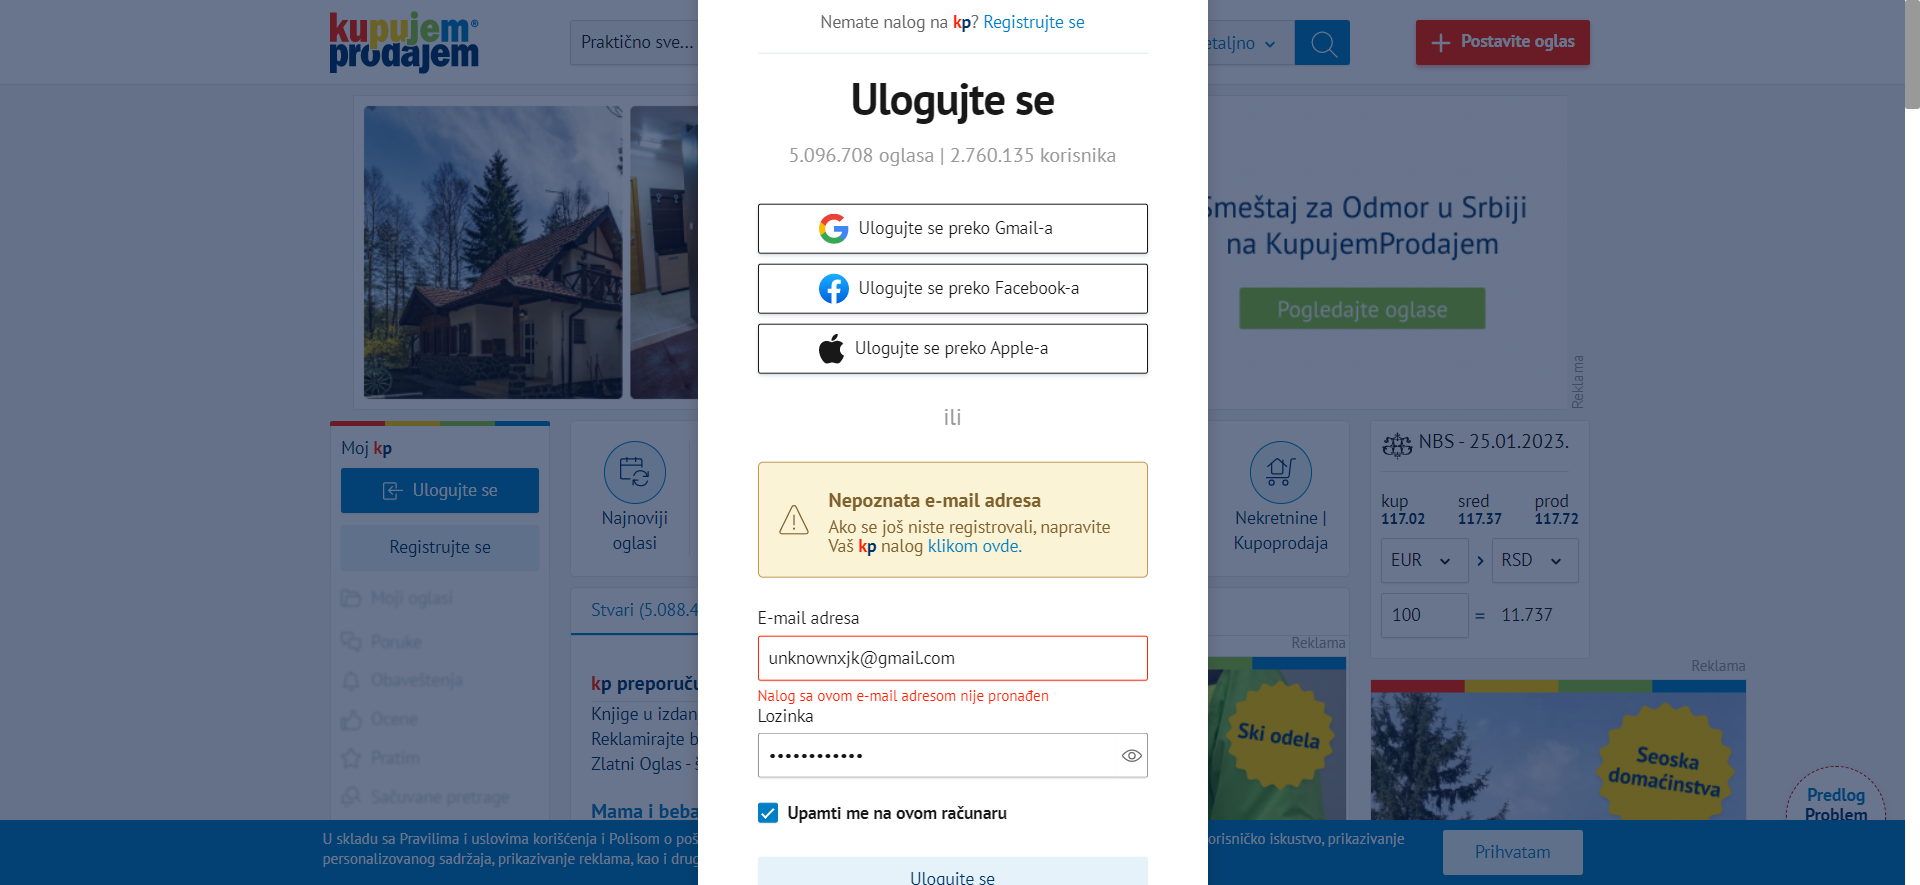 kupujem®
prodajem
Praktično sve...
etaljno
Postavite oglas
Nemate nalog na kp? Registrujte se
Ulogujte se
5.096.708 oglasa | 2.760.135 korisnika
Ulogujte se preko Gmail-a
Ulogujte se preko Facebook-a
Ulogujte se preko Apple-a
ili
Nepoznata e-mail adresa
Ako se još niste registrovali, napravite
Vaš kp nalog klikom ovde.
E-mail adresa
unknownxjk@gmail.com
Nalog sa ovom e-mail adresom nije pronađen
Lozinka
••••••••••••
Upamti me na ovom računaru
Ulogujte se
Smeštaj za Odmor u Srbiji
na KupujemProdajem
Pogledajte oglase
Reklama
Moj kp
Ulogujte se
Registrujte se
Moji oglasi
Poruke
Obaveštenja
Ocene
Pratim
Sačuvane pretrage
Najnoviji
oglasi
Stvari (5.088.4
kp preporuču
Knjige u izdan
Reklamirajte b
Zlatni Oglas - š
Mama i beba
Nekretnine |
Kupoprodaja
Reklama
Ski odela
NBS - 25.01.2023.
kup sred prod
117.02 117.37 117.72
EUR > RSD
100 = 11.737
Reklama
Seoska
domaćinstva
Predlog
Problem
U skladu sa Pravilima i uslovima korišćenja i Polisom o poš
orisničko iskustvo, prikazivanje
personalizovanog sadržaja, prikazivanje reklama, kao i drug
Prihvatam